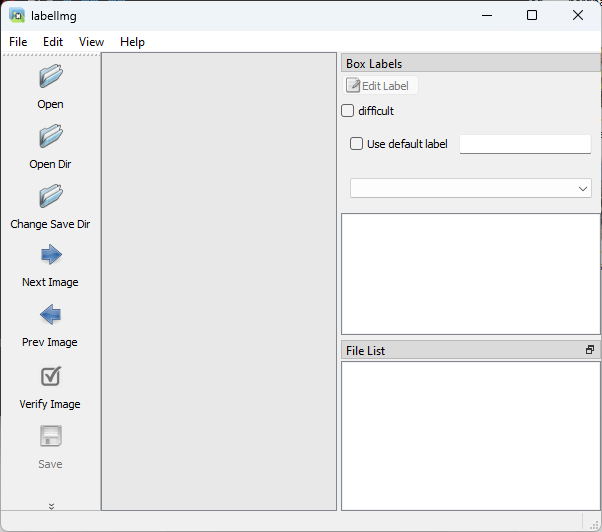 labelImg
File Edit View Help
Open
Open Dir
Change Save Dir
Next Image
Prev Image
Verify Image
Save
Box Labels
Edit Label
difficult
Use default label
File List